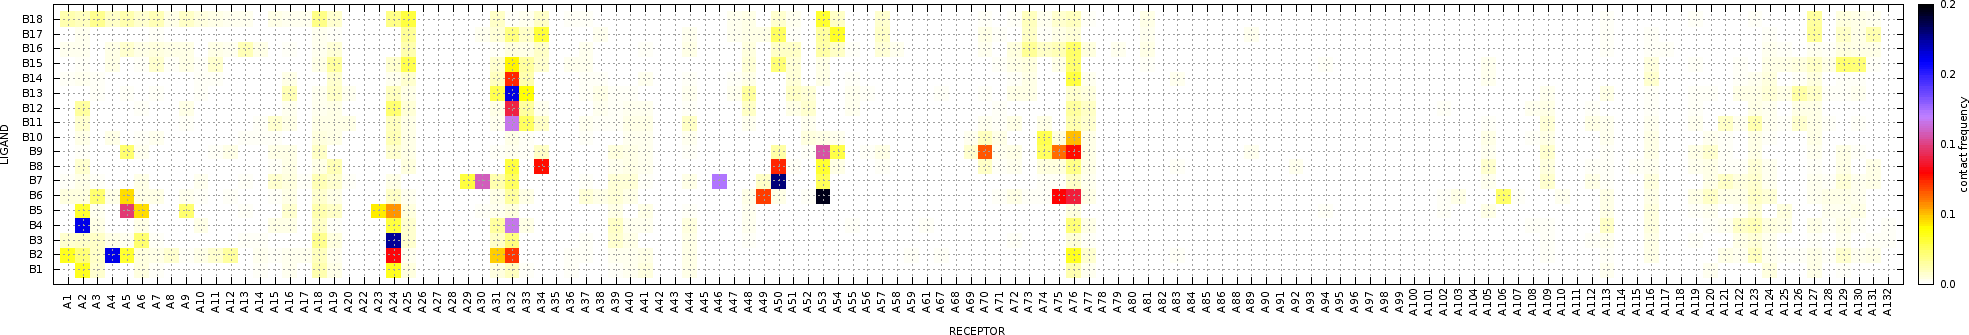 B18
B17
B16
B15
B14
B13
B12
B11
B10
B9
B8
B7
B6
B5
B4
B3
B2
B1
LIGAND
A1 A2 A3 A4 A5 A6 A7 A8 A9 A10 A11 A12 A13 A14 A15 A16 A17 A18 A19 A20 A22 A23 A24 A25 A26 A27 A28 A29 A30 A31 A32 A33 A34 A35 A36 A37 A38 A39 A40 A41 A42 A43 A44 A45 A46 A47 A48 A49 A50 A51 A52 A53 A54 A55 A56 A57 A58 A59 A61 A67 A68 A69 A70 A71 A72 A73 A74 A75 A76 A77 A78 A79 A80 A81 A82 A83 A84 A85 A86 A87 A89 A90 A91 A92 A93 A94 A95 A96 A97 A98 A99 A100 A101 A102 A103 A104 A105 A106 A107 A108 A109 A110 A111 A112 A113 A114 A115 A116 A117 A118 A119 A120 A121 A122 A123 A124 A125 A126 A127 A128 A129 A130 A131 A132
RECEPTOR
0.2
0.2
0.1
0.1
0.0
contact frequency